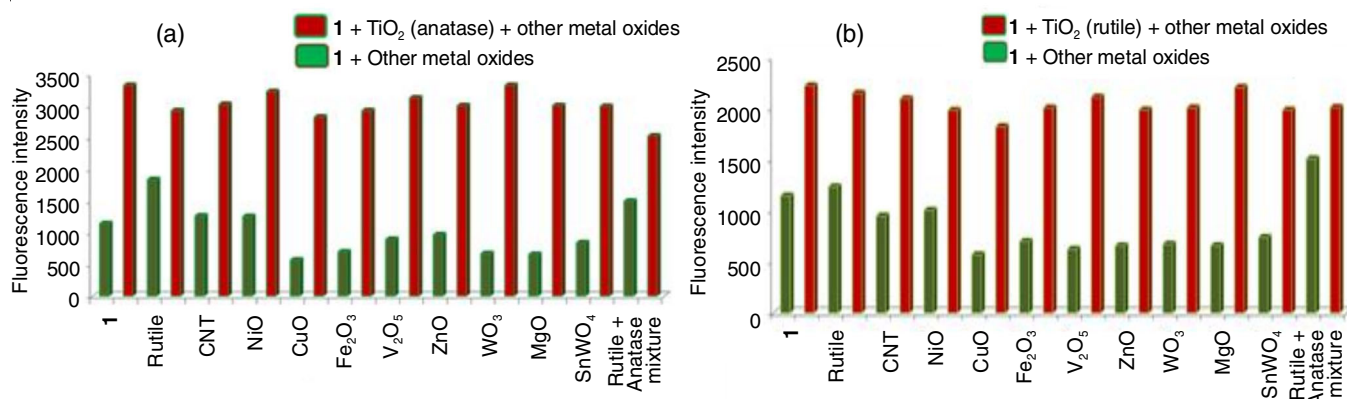 (a)
1 + TiO₂ (anatase) + other metal oxides
1 + Other metal oxides
Fluorescence intensity
3500
3000
2500
2000
1500
1000
500
0
1
Rutile
CNT
NiO
CuO
Fe₂O₃
V₂O₅
ZnO
WO₃
MgO
SnWO₄
Rutile +
Anatase
mixture
(b)
1 + TiO₂ (rutile) + other metal oxides
1 + Other metal oxides
Fluorescence intensity
2500
2000
1500
1000
500
0
1
Rutile
CNT
NiO
CuO
Fe₂O₃
V₂O₅
ZnO
WO₃
MgO
SnWO₄
Rutile +
Anatase
mixture